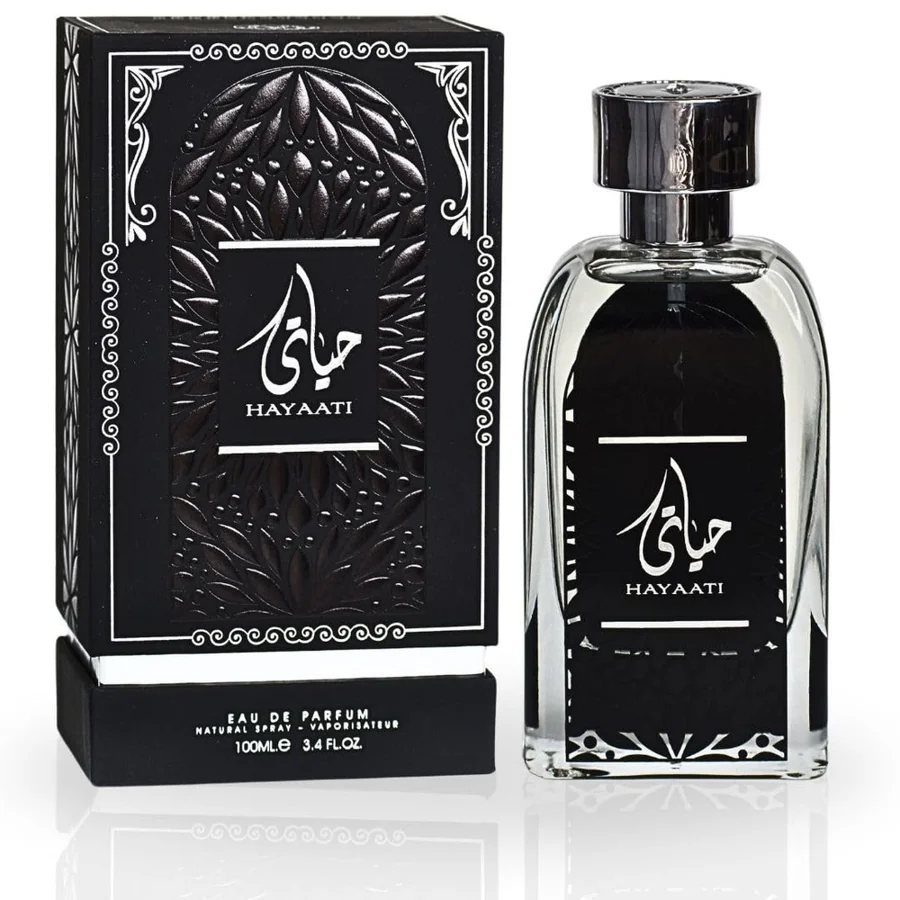 حياتي
HAYAATI
EAU DE PARFUM
NATURAL SPRAY - VAPORISATEUR
100ML.e 3.4 FL.OZ.
حياتي
HAYAATI